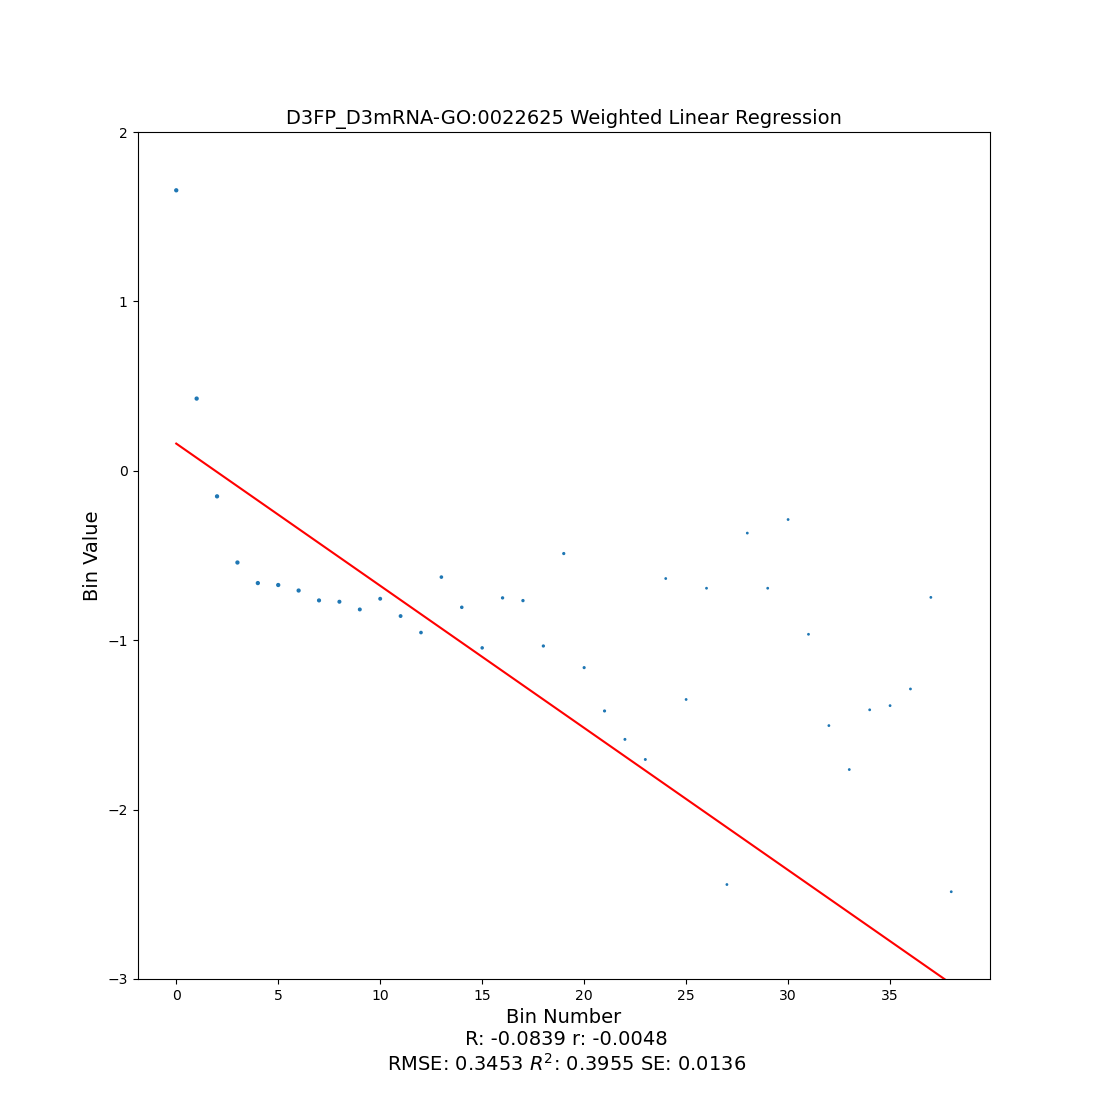 D3FP_D3mRNA-GO:0022625 Weighted Linear Regression
2
1
0
−1
−2
−3
Bin Value
0 5 10 15 20 25 30 35
Bin Number
R: -0.0839 r: -0.0048
RMSE: 0.3453 R²: 0.3955 SE: 0.0136